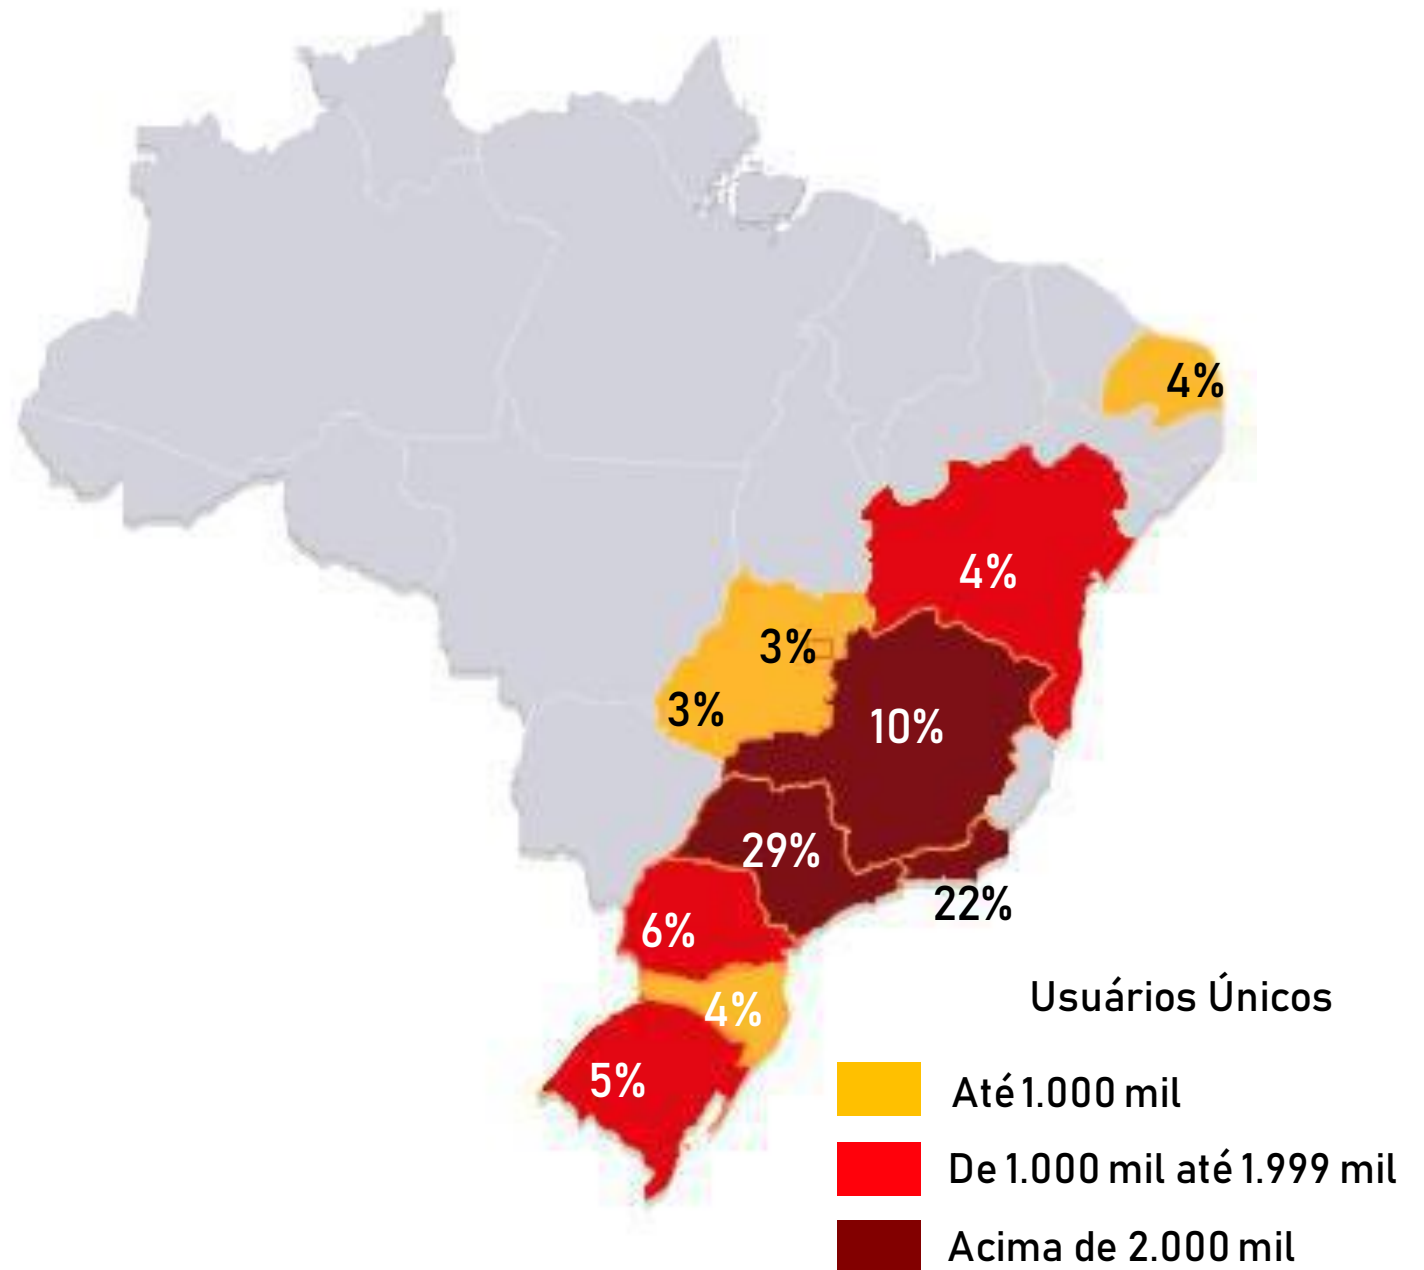 4%
4%
3%
3%
10%
29%
22%
6%
4%
5%
Usuários Únicos
Até 1.000 mil
De 1.000 mil até 1.999 mil
Acima de 2.000 mil